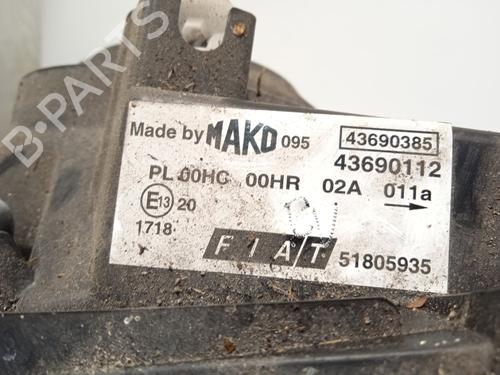 Made by MAKO 095 43690385
43690112
PL 00HC 00HR 02A 011a
E13 20
1718
FIAT 51805935
B-PARTS